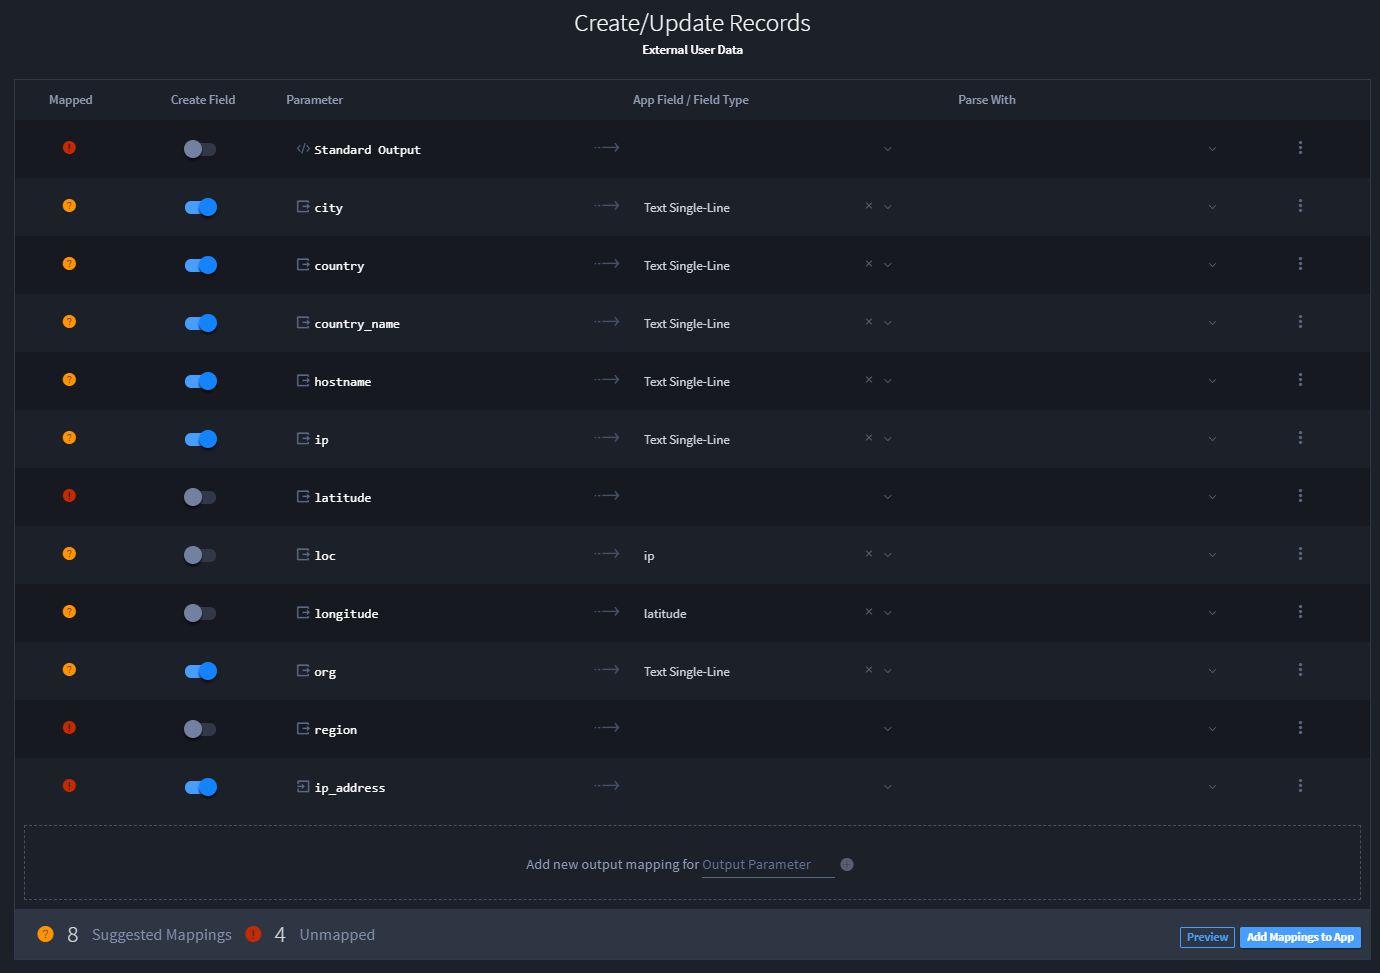 Create/Update Records
External User Data
Mapped Create Field Parameter App Field / Field Type Parse With
Standard Output
city Text Single-Line
country Text Single-Line
country_name Text Single-Line
hostname Text Single-Line
ip Text Single-Line
latitude
loc ip
longitude latitude
org Text Single-Line
region
ip_address
Add new output mapping for Output Parameter
8 Suggested Mappings 4 Unmapped Preview Add Mappings to App